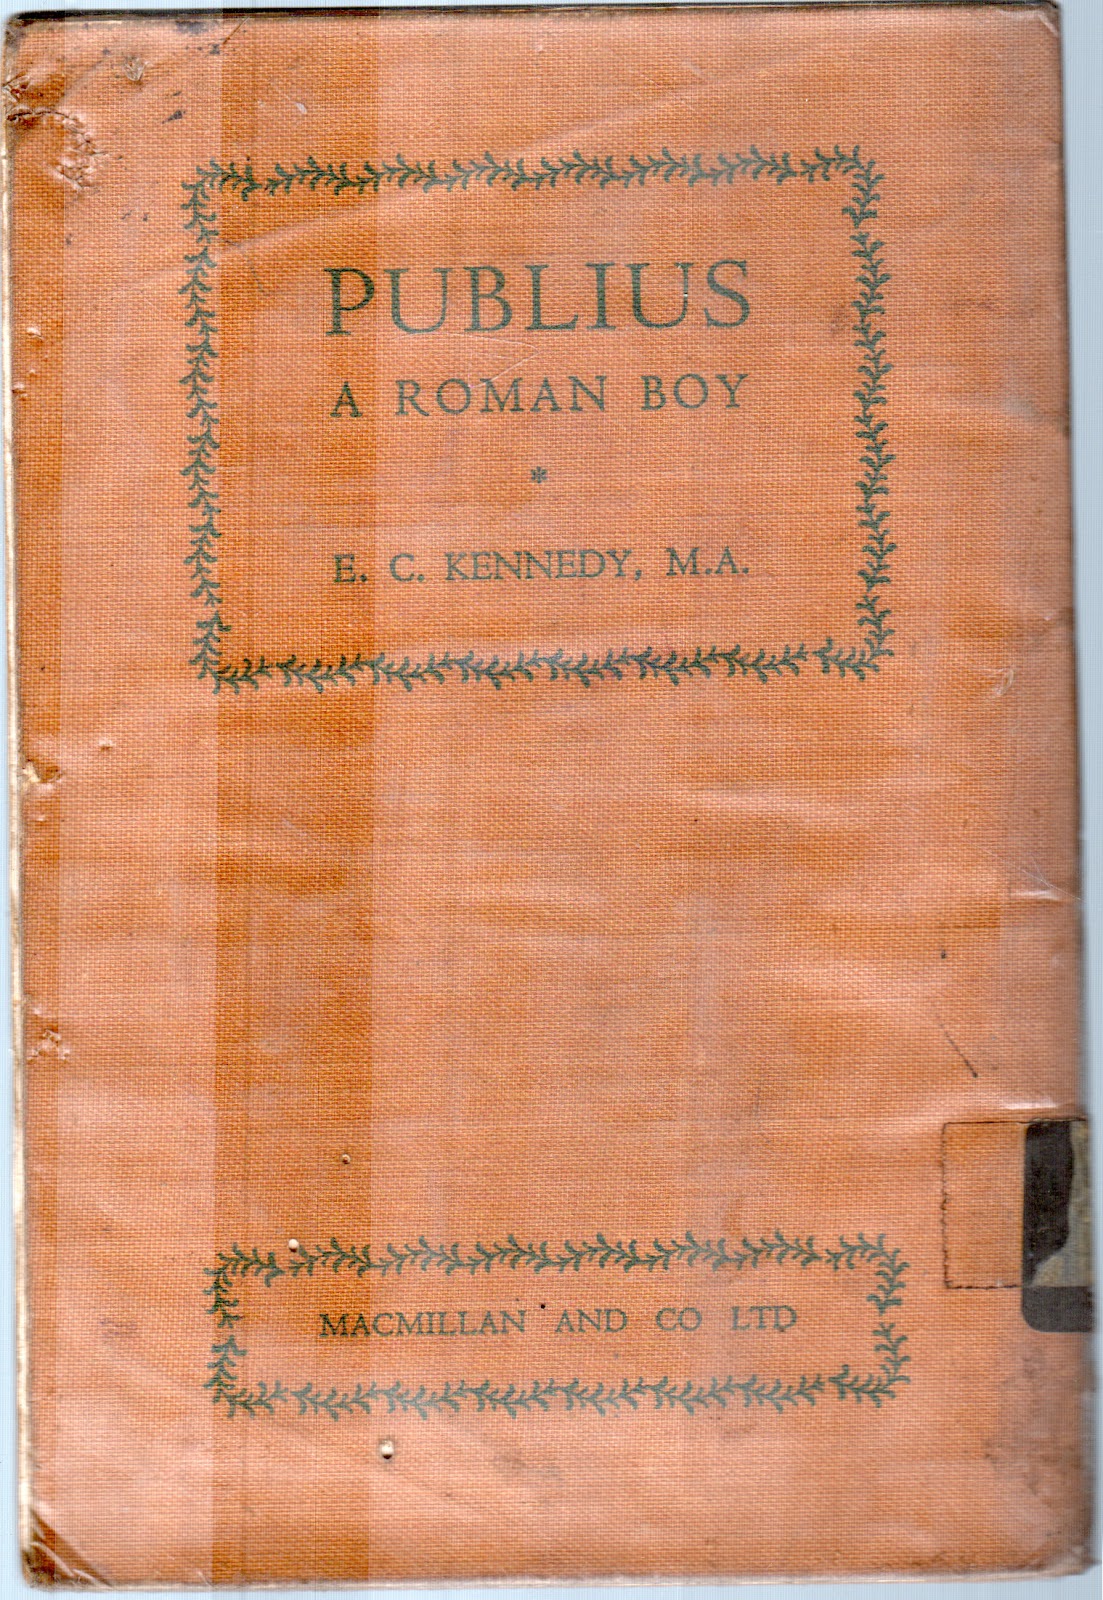 PUBLIUS
A ROMAN BOY
*
E. C. KENNEDY, M.A.
MACMILLAN AND CO LTD